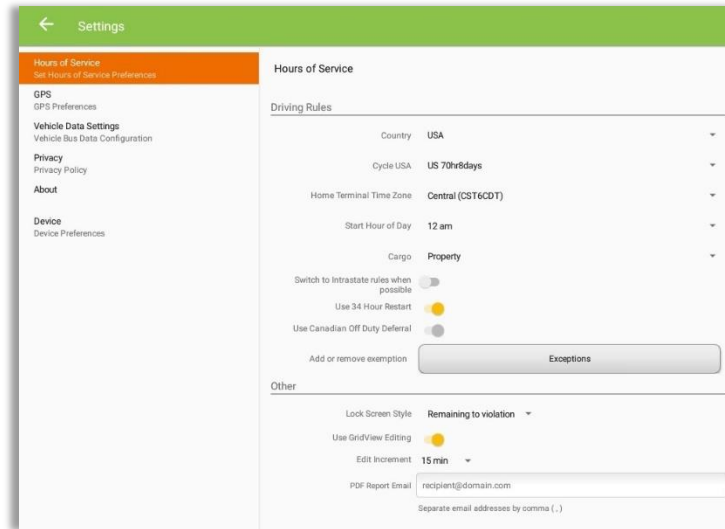 Settings
Hours of Service
Set Hours of Service Preferences
GPS
GPS Preferences
Vehicle Data Settings
Vehicle Bus Data Configuration
Privacy
Privacy Policy
About
Device
Device Preferences
Hours of Service
Driving Rules
Country USA
Cycle USA US 70hr8days
Home Terminal Time Zone Central (CST6CDT)
Start Hour of Day 12 am
Cargo Property
Switch to Intrastate rules when
possible
Use 34 Hour Restart
Use Canadian Off Duty Deferral
Add or remove exemption Exceptions
Other
Lock Screen Style Remaining to violation
Use GridView Editing
Edit Increment 15 min
PDF Report Email recipient@domain.com
Separate email addresses by comma ( , )